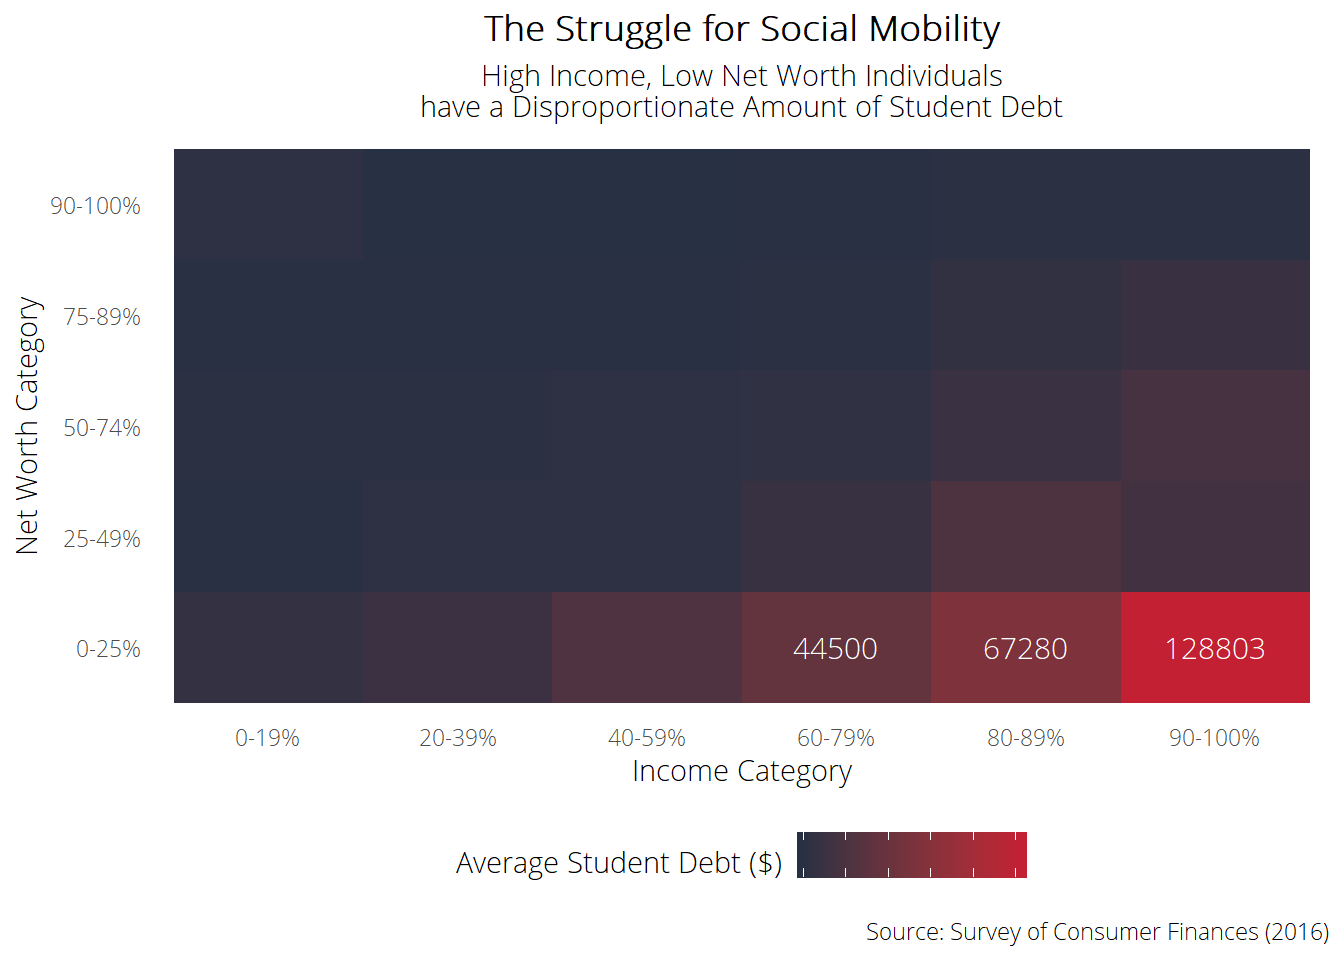 The Struggle for Social Mobility
High Income, Low Net Worth Individuals
have a Disproportionate Amount of Student Debt
Net Worth Category
90-100%
75-89%
50-74%
25-49%
0-25%
44500 67280 128803
0-19% 20-39% 40-59% 60-79% 80-89% 90-100%
Income Category
Average Student Debt ($)
Source: Survey of Consumer Finances (2016)